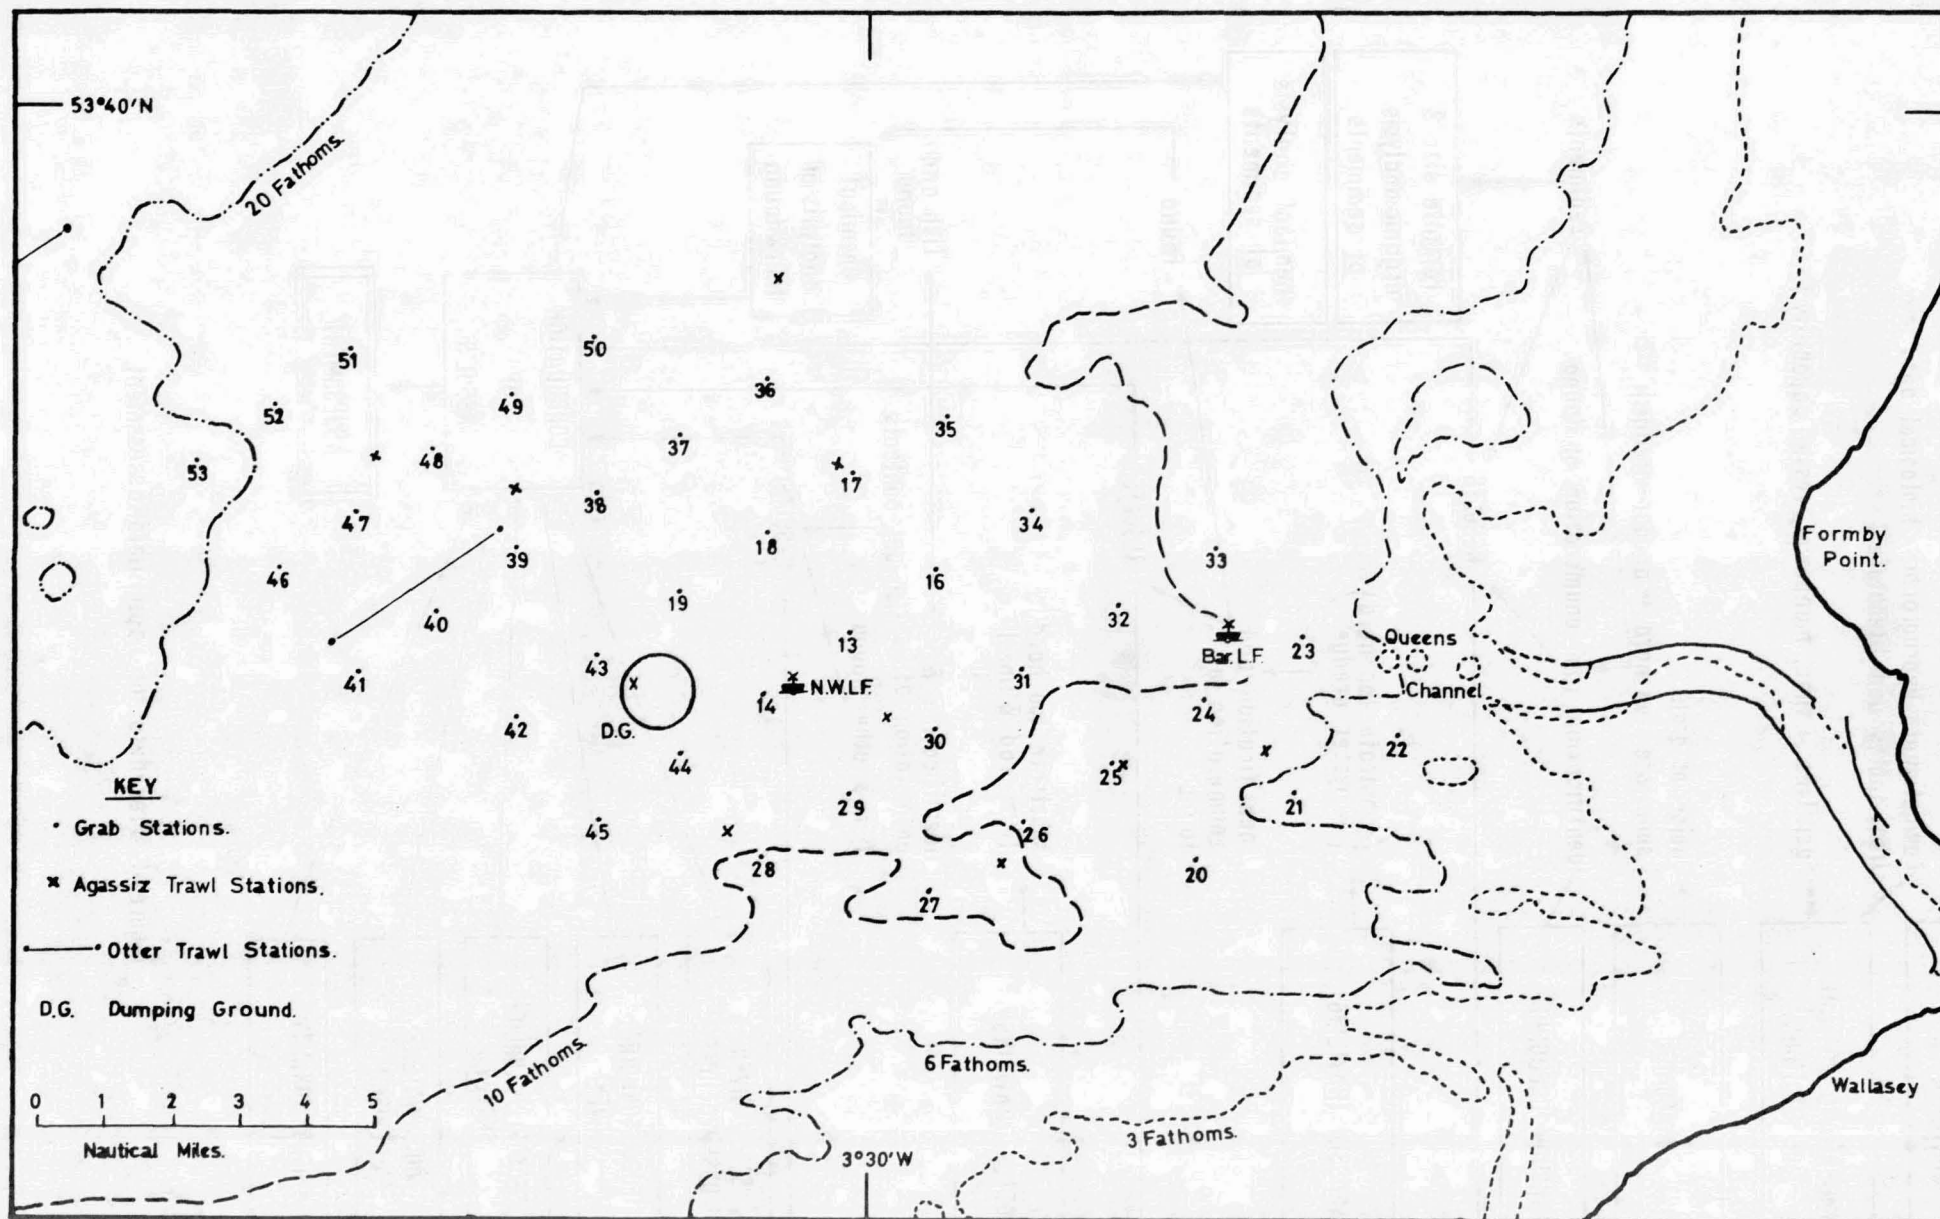 53°40'N
20 Fathoms.
51
50
36
52
49
35
37
48
53
17
38
47
34
18
33
39
16
46
19
32
40
13
Formby
Point.
Queens
23
Bar. L.F.
43
31
41
N.W.L.F.
14
Channel
24
D.G.
42
30
22
44
25
KEY
29
21
Grab Stations.
45
26
28
20
Agassiz Trawl Stations.
27
Otter Trawl Stations.
D.G. Dumping Ground.
10 Fathoms.
6 Fathoms.
Wallasey
0 1 2 3 4 5
3 Fathoms.
Nautical Miles.
3°30'W